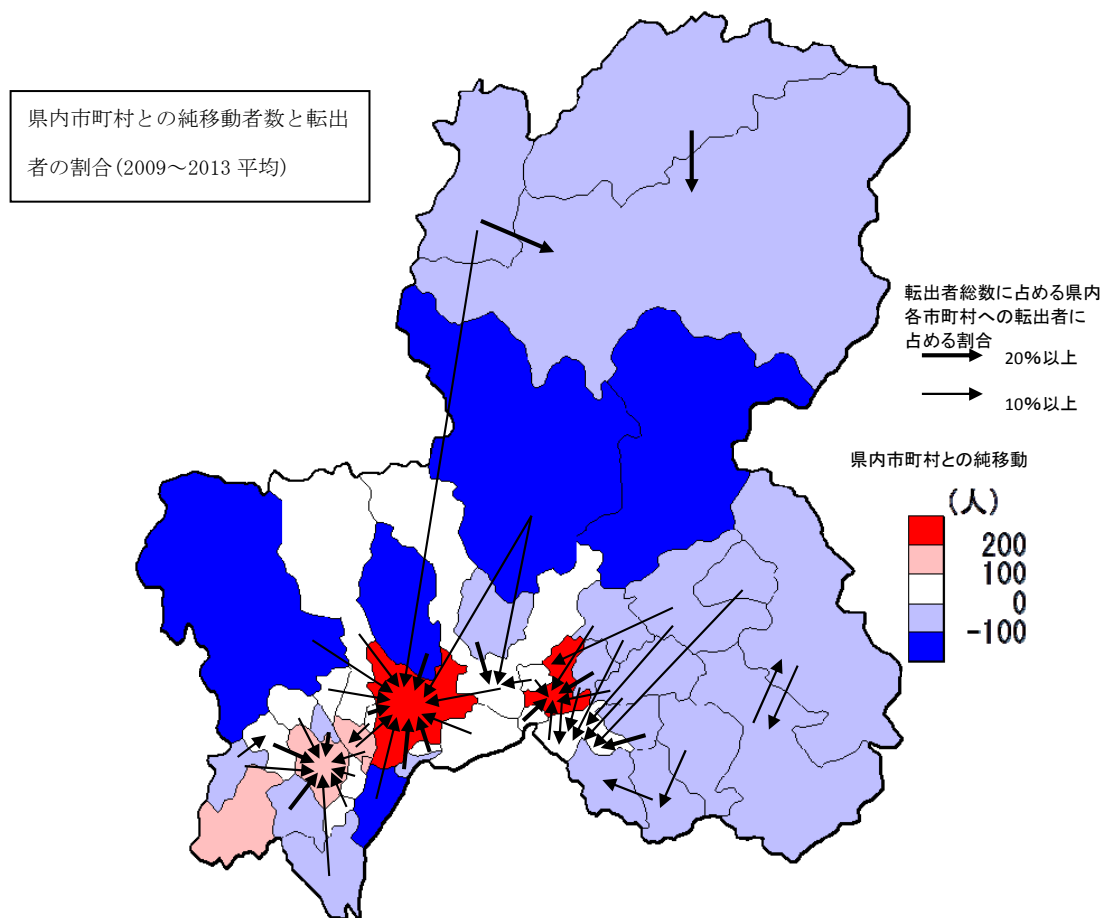 県内市町村との純移動者数と転出
者の割合(2009～2013 平均)
転出者総数に占める県内
各市町村への転出者に
占める割合
20%以上
10%以上
県内市町村との純移動
(人)
200
100
0
-100